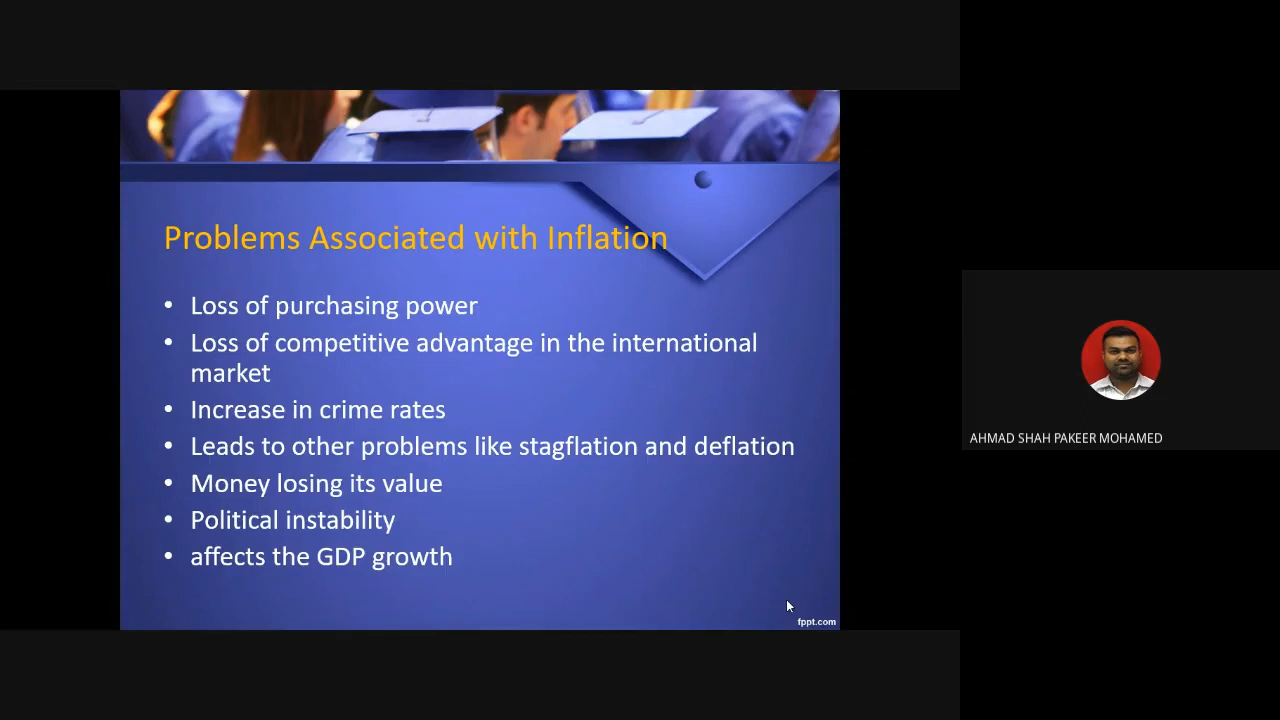 Problems Associated with Inflation
• Loss of purchasing power
• Loss of competitive advantage in the international
market
• Increase in crime rates
• Leads to other problems like stagflation and deflation
• Money losing its value
• Political instability
• affects the GDP growth
fppt.com
AHMAD SHAH PAKEER MOHAMED